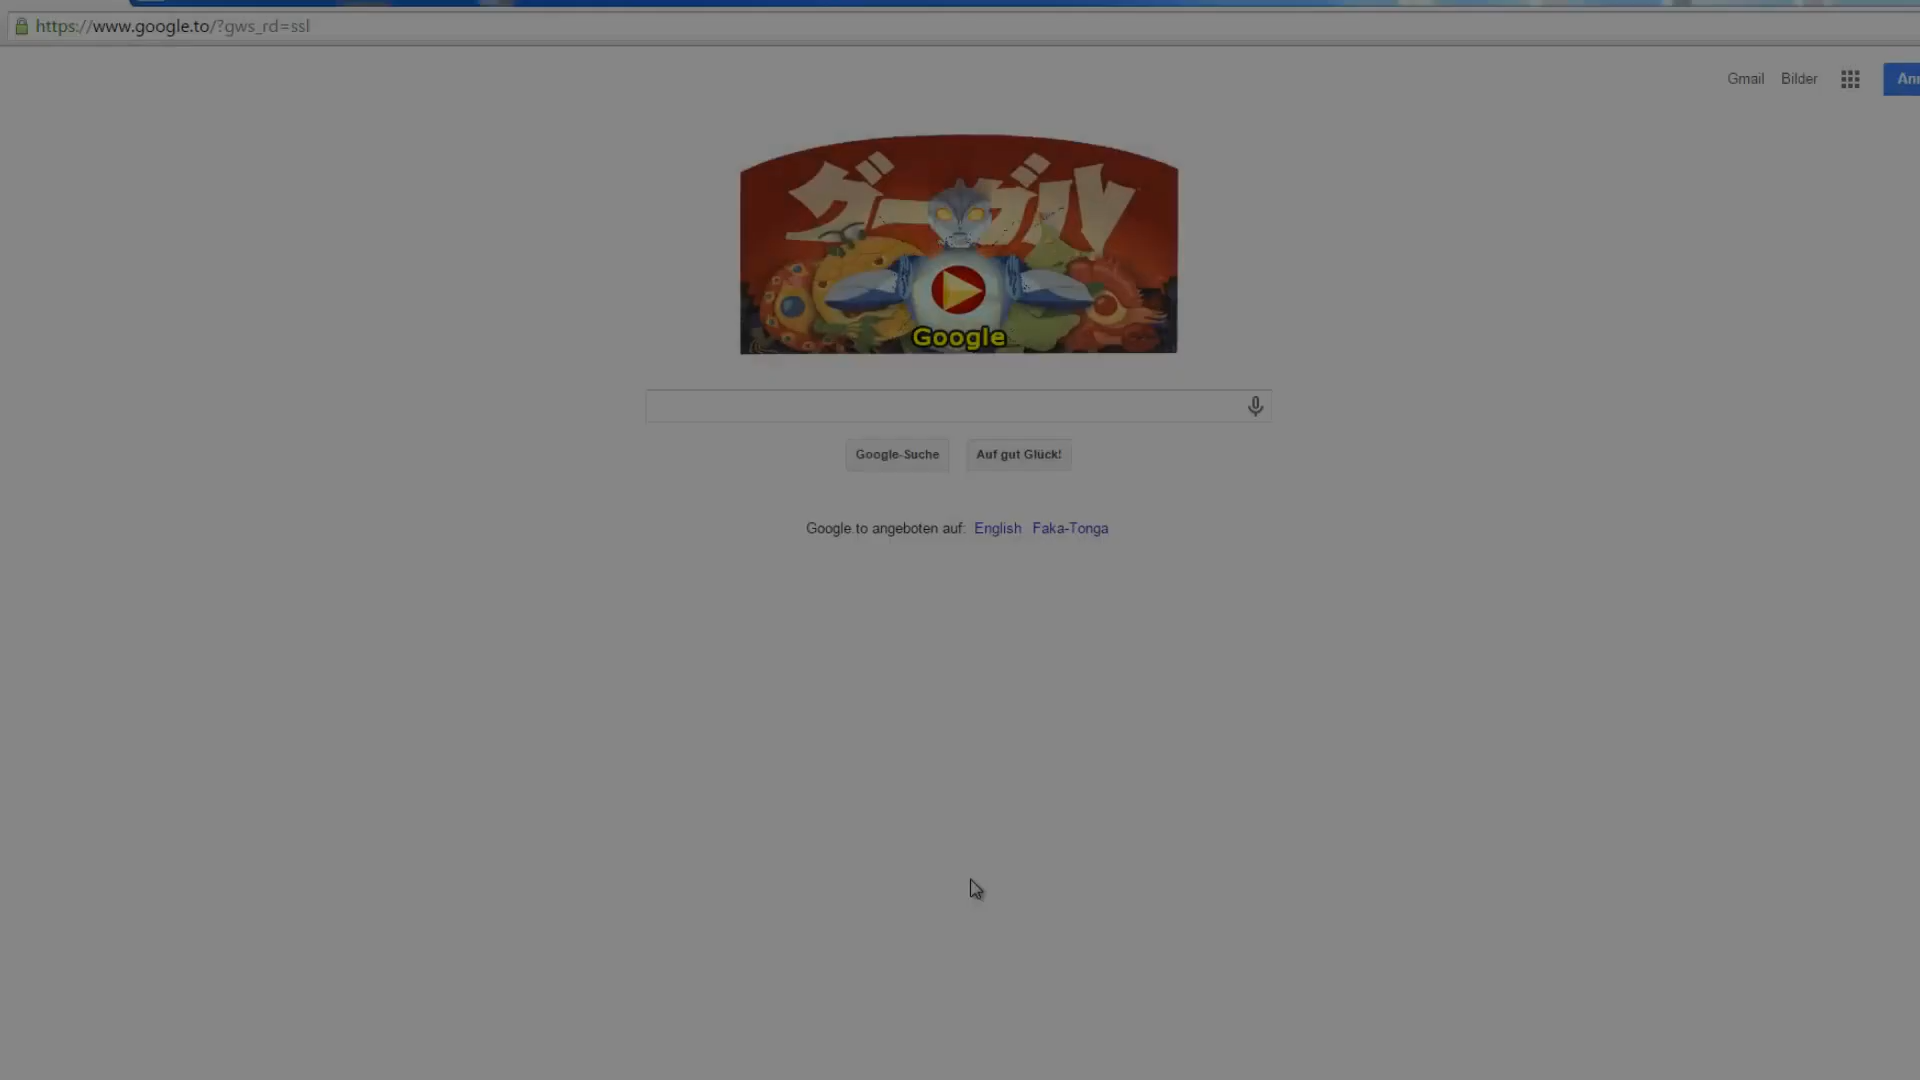 https://www.google.to/?gws_rd=ssl
Gmail Bilder
グーグル
Google
Google-Suche Auf gut Glück!
Google.to angeboten auf: English Faka-Tonga